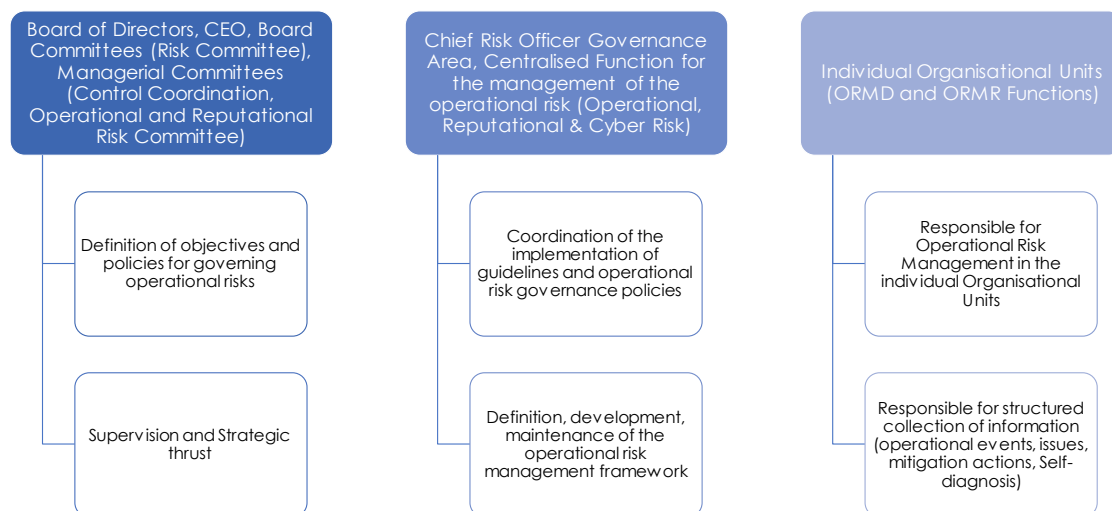 Board of Directors, CEO, Board
Committees (Risk Committee),
Managerial Committees
(Control Coordination,
Operational and Reputational
Risk Committee)
Definition of objectives and
policies for governing
operational risks
Supervision and Strategic
thrust
Chief Risk Officer Governance
Area, Centralised Function for
the management of the
operational risk (Operational,
Reputational & Cyber Risk)
Coordination of the
implementation of
guidelines and operational
risk governance policies
Definition, development,
maintenance of the
operational risk
management framework
Individual Organisational Units
(ORMD and ORMR Functions)
Responsible for
Operational Risk
Management in the
individual Organisational
Units
Responsible for structured
collection of information
(operational events, issues,
mitigation actions, Self-
diagnosis)